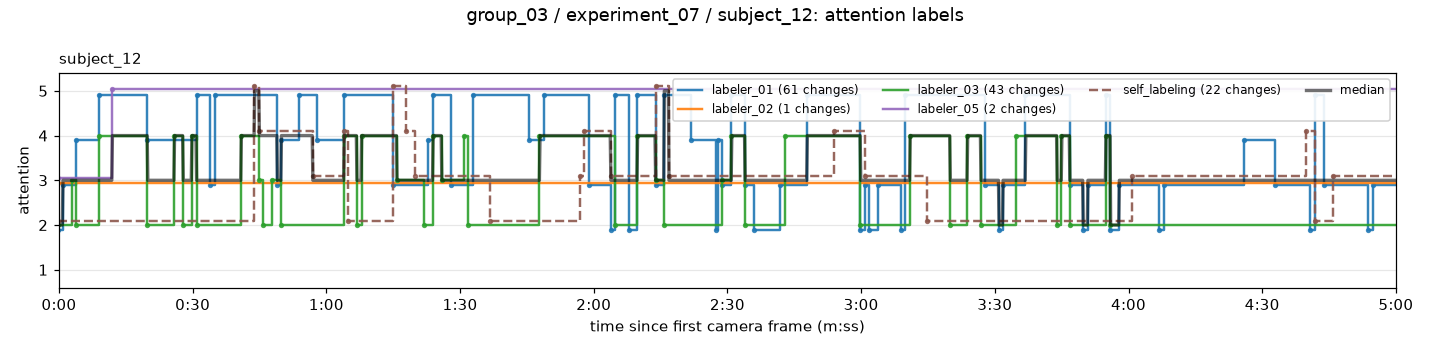 group_03 / experiment_07 / subject_12: attention labels
subject_12
labeler_01 (61 changes)
labeler_02 (1 changes)
labeler_03 (43 changes)
labeler_05 (2 changes)
self_labeling (22 changes)
median
attention
5
4
3
2
1
0:00 0:30 1:00 1:30 2:00 2:30 3:00 3:30 4:00 4:30 5:00
time since first camera frame (m:ss)